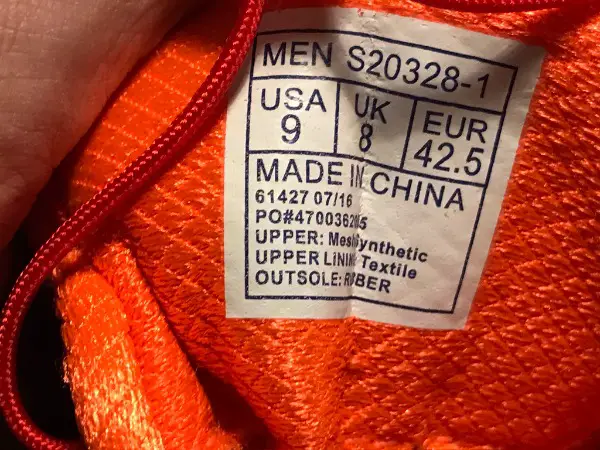 MEN S20328-1
USA UK EUR
9 8 42.5
MADE IN CHINA
61427 07/16
UPPER: Mesh/Synthetic
UPPER LiNING: Textile
OUTSOLE: RUBBER